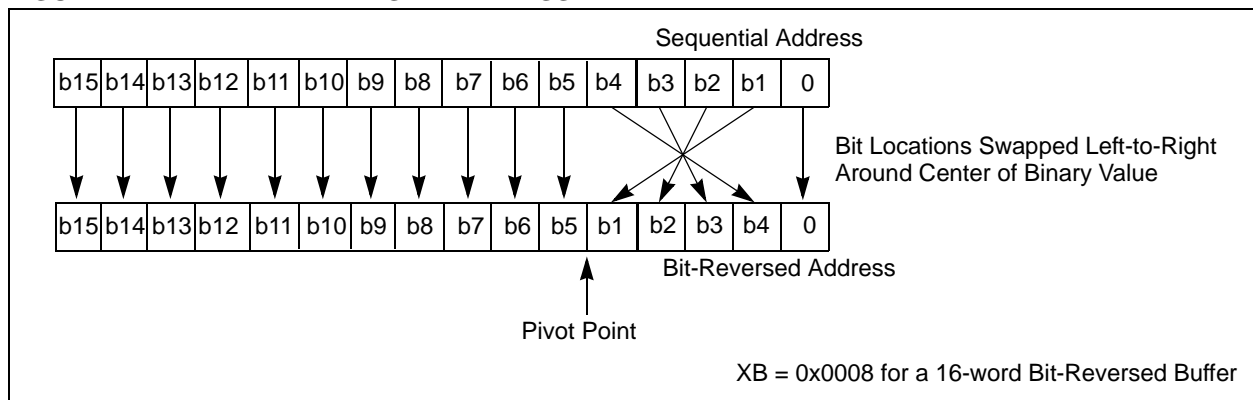 Sequential Address
b15 b14 b13 b12 b11 b10 b9 b8 b7 b6 b5 b4 b3 b2 b1 0
Bit Locations Swapped Left-to-Right
Around Center of Binary Value
b15 b14 b13 b12 b11 b10 b9 b8 b7 b6 b5 b1 b2 b3 b4 0
Bit-Reversed Address
Pivot Point
XB = 0x0008 for a 16-word Bit-Reversed Buffer